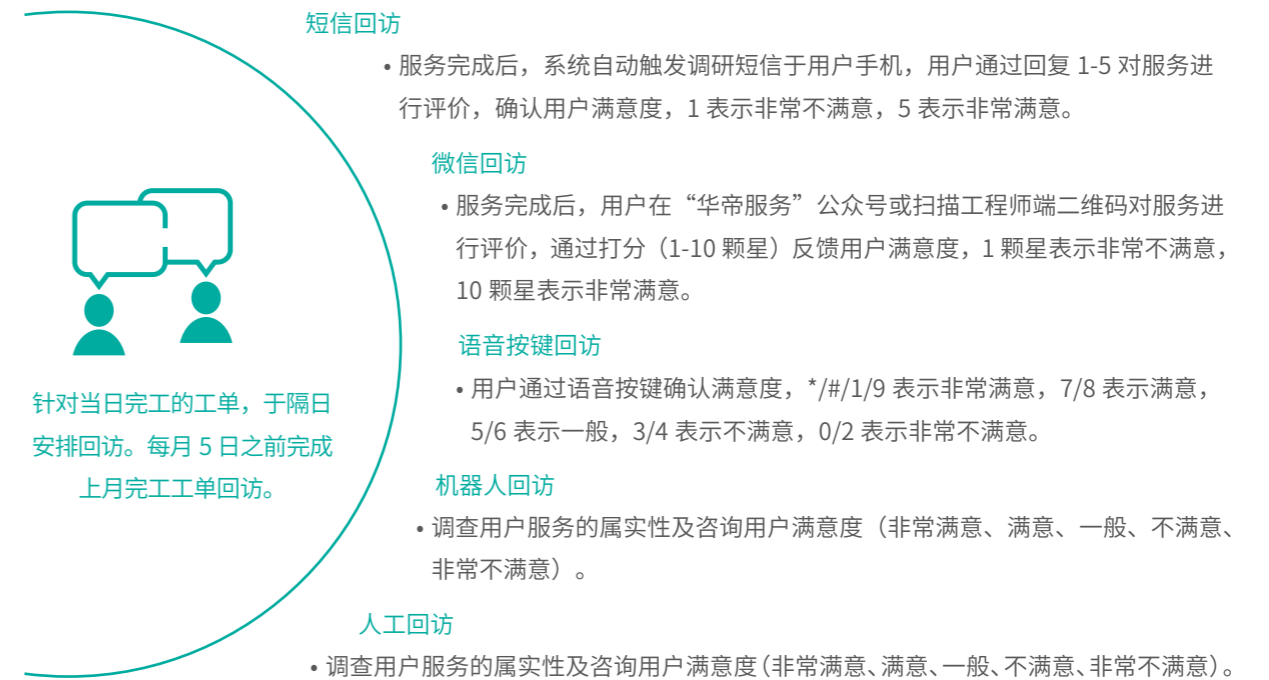 短信回访
• 服务完成后，系统自动触发调研短信于用户手机，用户通过回复 1-5 对服务进
行评价，确认用户满意度，1 表示非常不满意，5 表示非常满意。
微信回访
• 服务完成后，用户在“华帝服务”公众号或扫描工程师端二维码对服务进
行评价，通过打分（1-10 颗星）反馈用户满意度，1 颗星表示非常不满意，
10 颗星表示非常满意。
语音按键回访
• 用户通过语音按键确认满意度，*/#/1/9 表示非常满意，7/8 表示满意，
5/6 表示一般，3/4 表示不满意，0/2 表示非常不满意。
机器人回访
• 调查用户服务的属实性及咨询用户满意度（非常满意、满意、一般、不满意、
非常不满意）。
人工回访
• 调查用户服务的属实性及咨询用户满意度（非常满意、满意、一般、不满意、非常不满意）。
针对当日完工的工单，于隔日
安排回访。每月 5 日之前完成
上月完工工单回访。